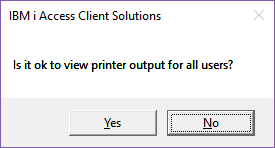 IBM i Access Client Solutions
Is it ok to view printer output for all users?
Yes
No